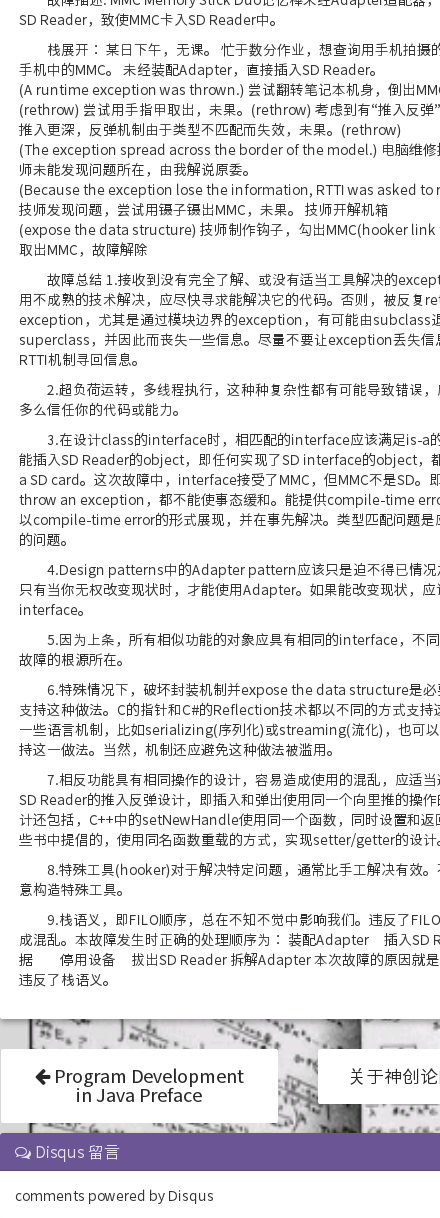 故障描述: MMC Memory Stick Duo记忆棒未经Adapter适配器，
SD Reader，致使MMC卡入SD Reader中。
栈展开： 某日下午，无课。 忙于数分作业，想查询用手机拍摄的
手机中的MMC。 未经装配Adapter，直接插入SD Reader。
(A runtime exception was thrown.) 尝试翻转笔记本机身，倒出MMC
(rethrow) 尝试用手指甲取出，未果。(rethrow) 考虑到有“推入反弹”
推入更深，反弹机制由于类型不匹配而失效，未果。(rethrow)
(The exception spread across the border of the model.) 电脑维修
师未能发现问题所在，由我解说原委。
(Because the exception lose the information, RTTI was asked to
技师发现问题，尝试用镊子镊出MMC，未果。 技师开解机箱
(expose the data structure) 技师制作钩子，勾出MMC(hooker link
取出MMC，故障解除
故障总结 1.接收到没有完全了解、或没有适当工具解决的except
用不成熟的技术解决，应尽快寻求能解决它的代码。否则，被反复ret
exception，尤其是通过模块边界的exception，有可能由subclass退
superclass，并因此而丧失一些信息。尽量不要让exception丢失信息
RTTI机制寻回信息。
2.超负荷运转，多线程执行，这种种复杂性都有可能导致错误，
多么信任你的代码或能力。
3.在设计class的interface时，相匹配的interface应该满足is-a的
能插入SD Reader的object，即任何实现了SD interface的object，都
a SD card。这次故障中，interface接受了MMC，但MMC不是SD。即
throw an exception，都不能使事态缓和。能提供compile-time erro
以compile-time error的形式展现，并在事先解决。类型匹配问题是
的问题。
4.Design patterns中的Adapter pattern应该只是迫不得已情况
只有当你无权改变现状时，才能使用Adapter。如果能改变现状，应
interface。
5.因为上条，所有相似功能的对象应具有相同的interface，不同
故障的根源所在。
6.特殊情况下，破坏封装机制并expose the data structure是必
支持这种做法。C的指针和C#的Reflection技术都以不同的方式支持
一些语言机制，比如serializing(序列化)或streaming(流化)，也可以
持这一做法。当然，机制还应避免这种做法被滥用。
7.相反功能具有相同操作的设计，容易造成使用的混乱，应适当
SD Reader的推入反弹设计，即插入和弹出使用同一个向里推的操作
计还包括，C++中的setNewHandle使用同一个函数，同时设置和返回
些书中提倡的，使用同名函数重载的方式，实现setter/getter的设计。
8.特殊工具(hooker)对于解决特定问题，通常比手工解决有效。
意构造特殊工具。
9.栈语义，即FILO顺序，总在不知不觉中影响我们。违反了FILO
成混乱。本故障发生时正确的处理顺序为： 装配Adapter 插入SD R
据 停用设备 拔出SD Reader 拆解Adapter 本次故障的原因就是
违反了栈语义。
Program Development
in Java Preface
关于神创论
Disqus 留言
comments powered by Disqus